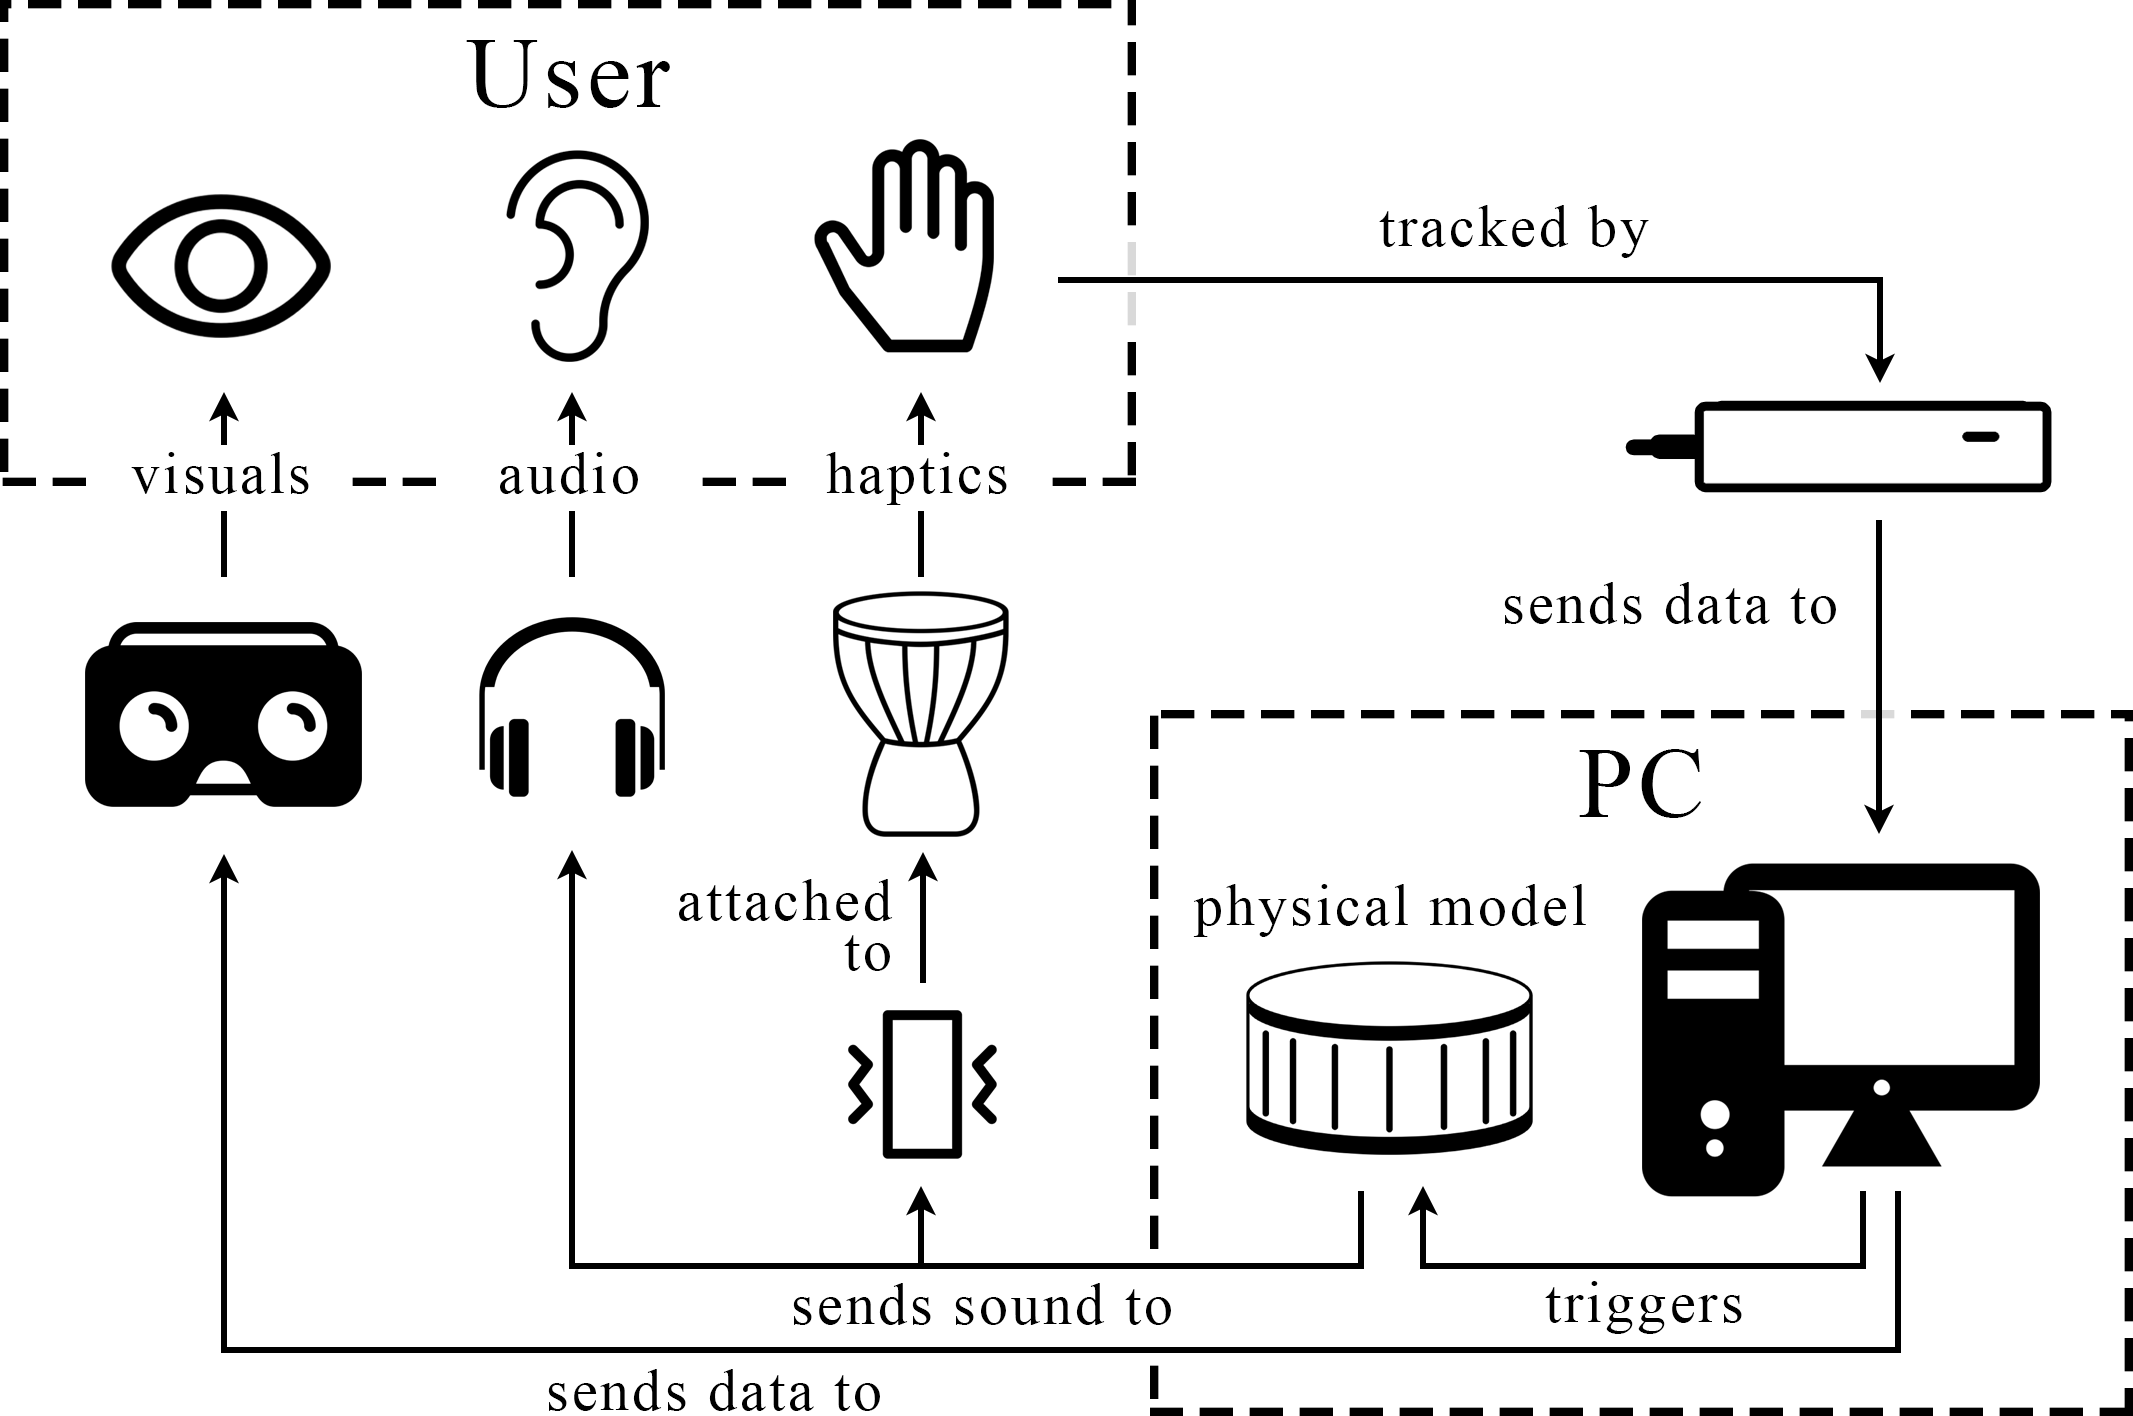 User
tracked by
visuals
audio
haptics
sends data to
PC
attached
to
physical model
sends sound to
triggers
sends data to